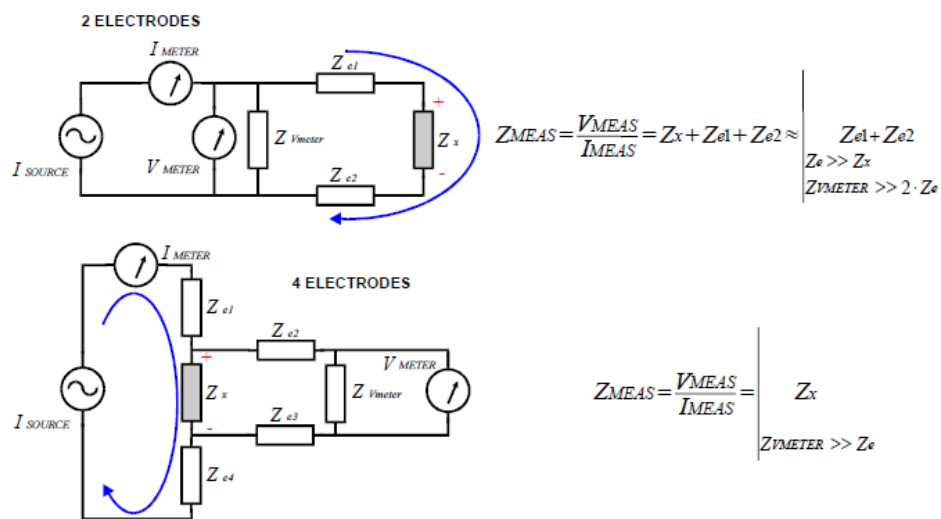 2 ELECTRODES
I METER
Z e1
+
Z Vmeter
Z x
V METER
I SOURCE
-
Z e2
ZMEAS = VMEAS / IMEAS = Zx + Ze1 + Ze2 ≈ | Ze1 + Ze2
Ze >> Zx
ZVMETER >> 2 · Ze
I METER
4 ELECTRODES
Z e1
Z e2
+
V METER
Z x
Z Vmeter
I SOURCE
-
Z e3
Z e4
ZMEAS = VMEAS / IMEAS = | Zx
ZVMETER >> Ze